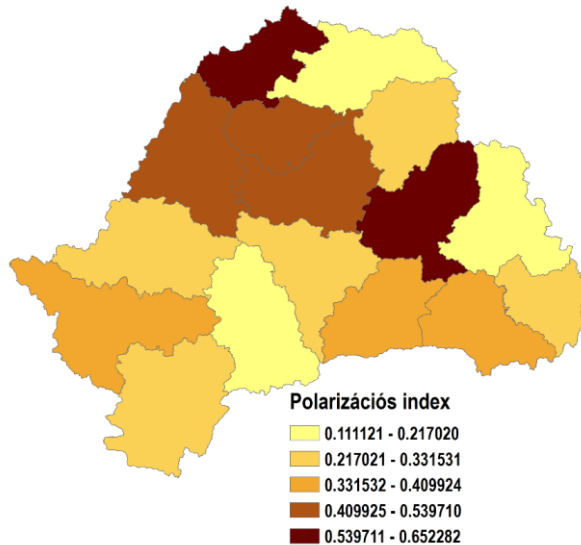 Polarizációs index
0.111121 - 0.217020
0.217021 - 0.331531
0.331532 - 0.409924
0.409925 - 0.539710
0.539711 - 0.652282